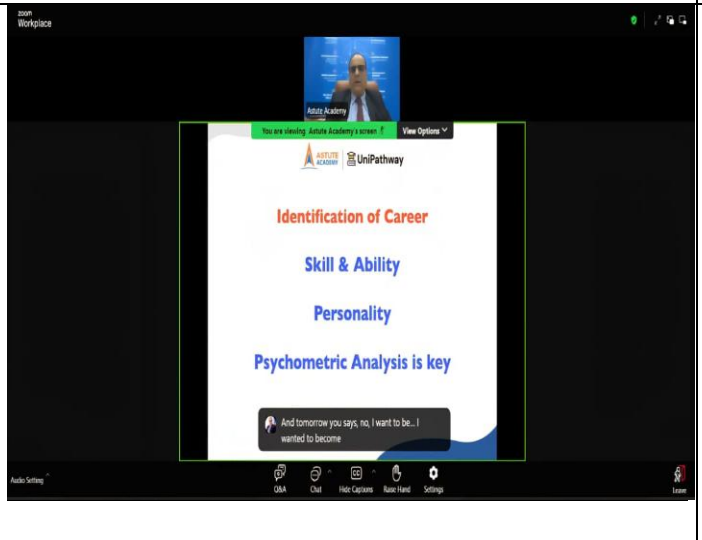 zoom
Workplace
Astute Academy
You are viewing Astute Academy's screen
View Options
ASTUTE
ACADEMY
UniPathway
Identification of Career
Skill & Ability
Personality
Psychometric Analysis is key
And tomorrow you says, no, I want to be... I
wanted to become
Audio Setting
Q&A
Chat
Hide Captions
Raise Hand
Settings
Leave